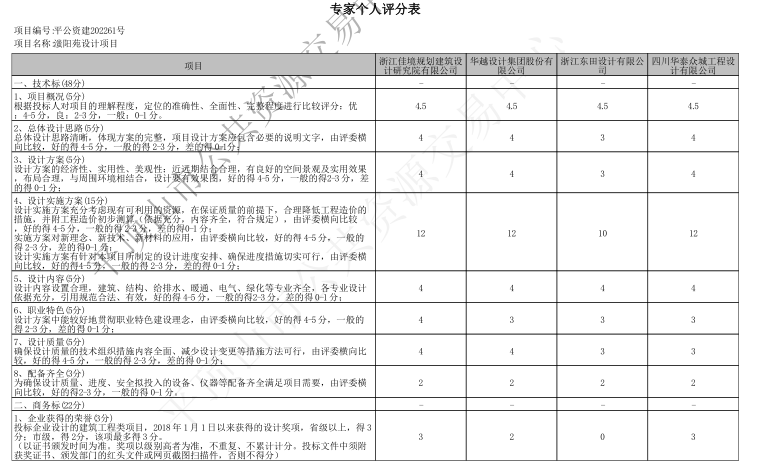 专家个人评分表
项目编号:平公资建202261号
项目名称:滍阳苑设计项目
项目
浙江佳境规划建筑设
计研究院有限公司
华越设计集团股份有
限公司
浙江东田设计有限公
司
四川华泰众城工程设
计有限公司
一、技术标(48分)
－ － － －
1、项目概况(5分)
根据投标人对项目的理解程度，定位的准确性、全面性、完整程度进行比较评分；优
：4-5分，良：2-3分，一般：0-1分。
4.5 4.5 4.5 4.5
2、总体设计思路(5分)
总体设计思路清晰，体现方案的完整，项目设计方案应包含必要的说明文字，由评委横
向比较，好的得 4-5分，一般的得 2-3分，差的得 0-1分；
4 4 3 4
3、设计方案(5分)
设计方案的经济性、实用性、美观性；近远期结合合理，有良好的空间景观及实用效果
，布局合理，与周围环境相结合，设计要有效果图，好的得 4-5分，一般的得2-3分，差
的得 0-1分；
4 4 3 4
4、设计实施方案(15分)
设计实施方案充分考虑现有可利用的资源，在保证质量的前提下，合理降低工程造价的
措施，并附工程造价初步测算（依据充分，内容齐全，符合规定），由评委横向比较
，好的得 4-5分，一般的得 2-3分，差的得0-1分；
实施方案对新理念、新技术、新材料的应用，由评委横向比较，好的得 4-5分，一般的
得 2-3分，差的得0-1分；
设计实施方案有针对本项目所制定的设计进度安排、确保进度措施切实可行，由评委横
向比较，好的得4-5分，一般的得 2-3分，差的得 0-1分；
12 12 10 12
5、设计内容(5分)
设计内容设置合理，建筑、结构、给排水、暖通、电气、绿化等专业齐全，各专业设计
依据充分，引用规范合法、有效，好的得 4-5分，一般的得2-3分，差的得 0-1分；
4 4 4 4
6、职业特色(5分)
设计方案中能较好地贯彻职业特色建设理念，由评委横向比较，好的得 4-5分，一般的
得 2-3分，差的得 0-1分；
4 3 3 3
7、设计质量(5分)
确保设计质量的技术组织措施内容全面、减少设计变更等措施方法可行，由评委横向比
较，好的得 4-5分，一般的得 2-3分，差的得 0-1分；
4 4 3 3
8、配备齐全(3分)
为确保设计质量、进度、安全拟投入的设备、仪器等配备齐全满足项目需要，由评委横
向比较，好的得2-3分，一般的得 0-1分。
2 2 2 2
二、商务标(22分)
－ － － －
1、企业获得的荣誉(3分)
投标企业设计的建筑工程类项目，2018 年 1 月 1 日以来获得的设计奖项，省级以上，得 3
分；市级，得 2分，该项最多得 3 分。
（以证书颁发时间为准。奖项以级别高者为准，不重复、不累计计分。投标文件中须附
获奖证书、颁发部门的红头文件或网页截图扫描件，否则不得分）
3 2 0 3
平顶山市公共资源交易中心
平顶山市公共资源交易中心